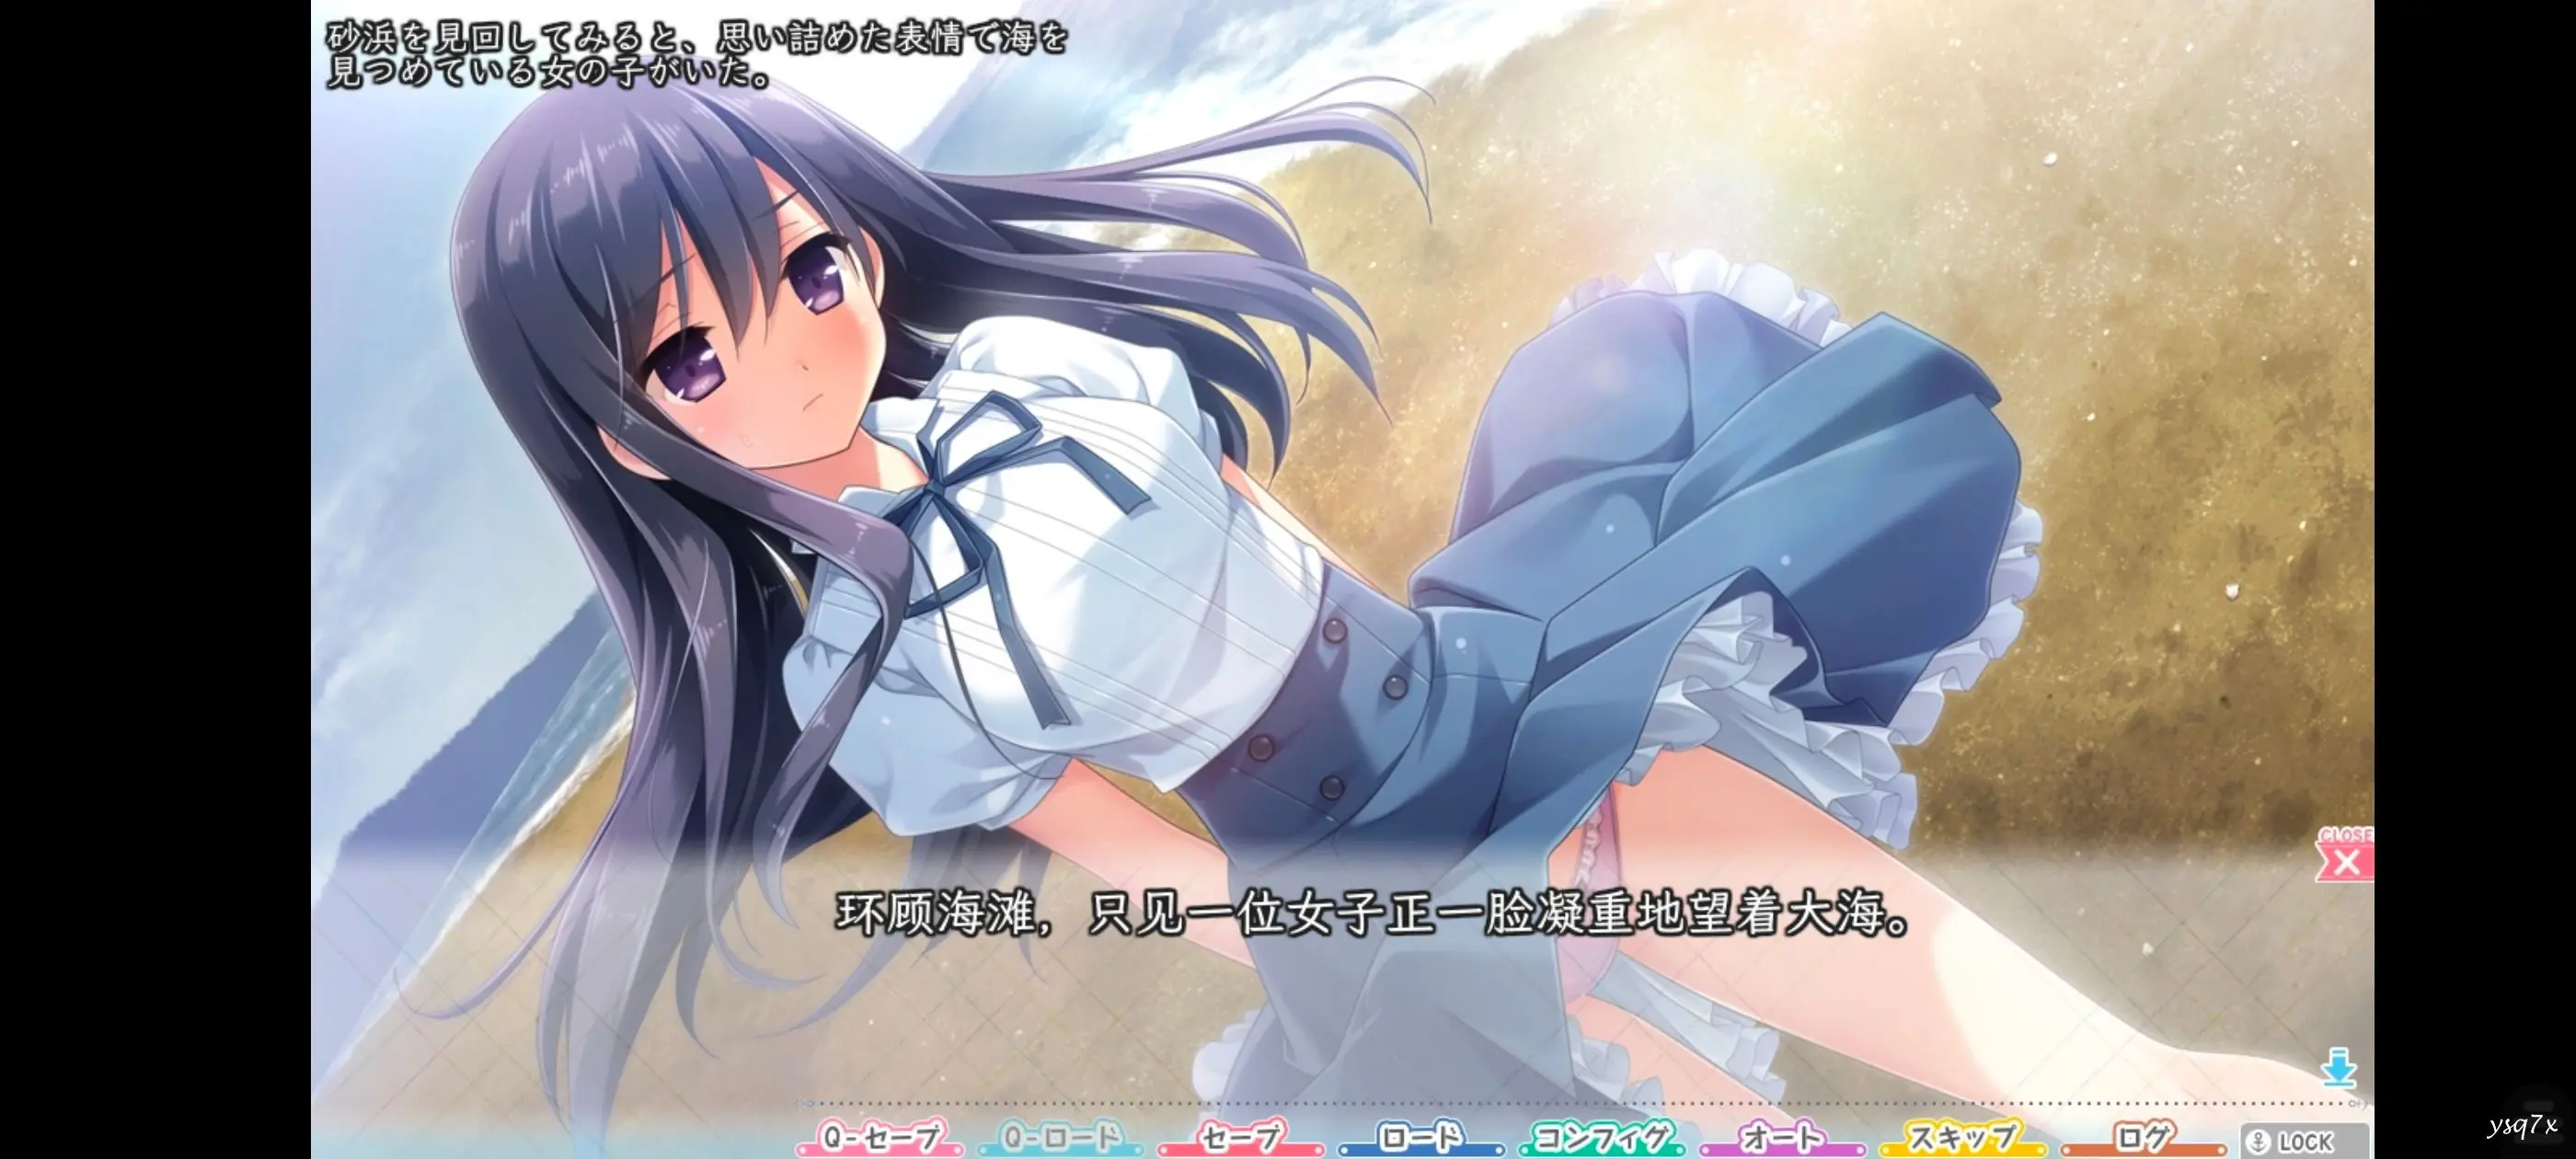 砂浜を見回してみると、思い詰めた表情で海を
見つめている女の子がいた。
环顾海滩，只见一位女子正一脸凝重地望着大海。
CLOSE
Q-セーブ Q-ロード セーブ ロード コンフィグ オート スキップ ログ LOCK
ysq7x